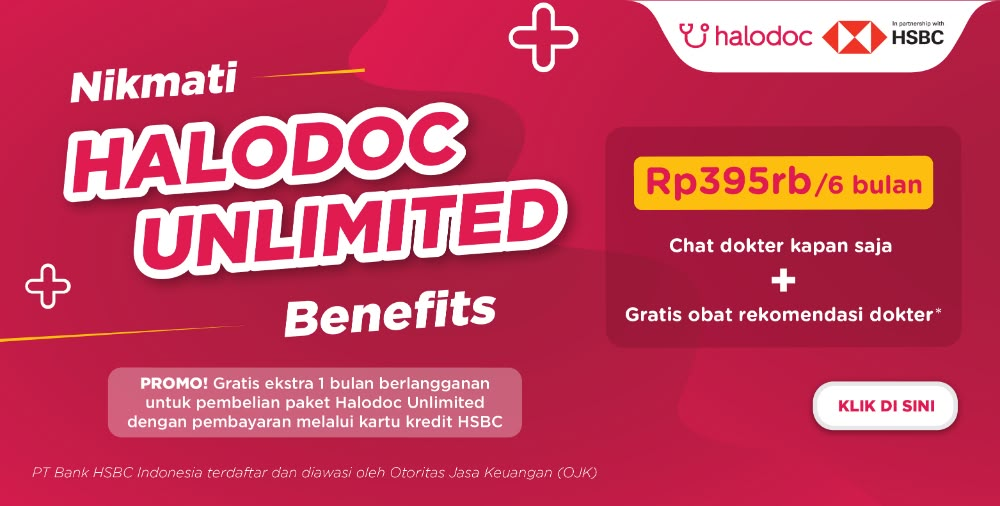 halodoc
In partnership with
HSBC
Nikmati
HALODOC
UNLIMITED
Benefits
Rp395rb/6 bulan
Chat dokter kapan saja
+
Gratis obat rekomendasi dokter*
PROMO! Gratis ekstra 1 bulan berlangganan
untuk pembelian paket Halodoc Unlimited
dengan pembayaran melalui kartu kredit HSBC
KLIK DI SINI
PT Bank HSBC Indonesia terdaftar dan diawasi oleh Otoritas Jasa Keuangan (OJK)